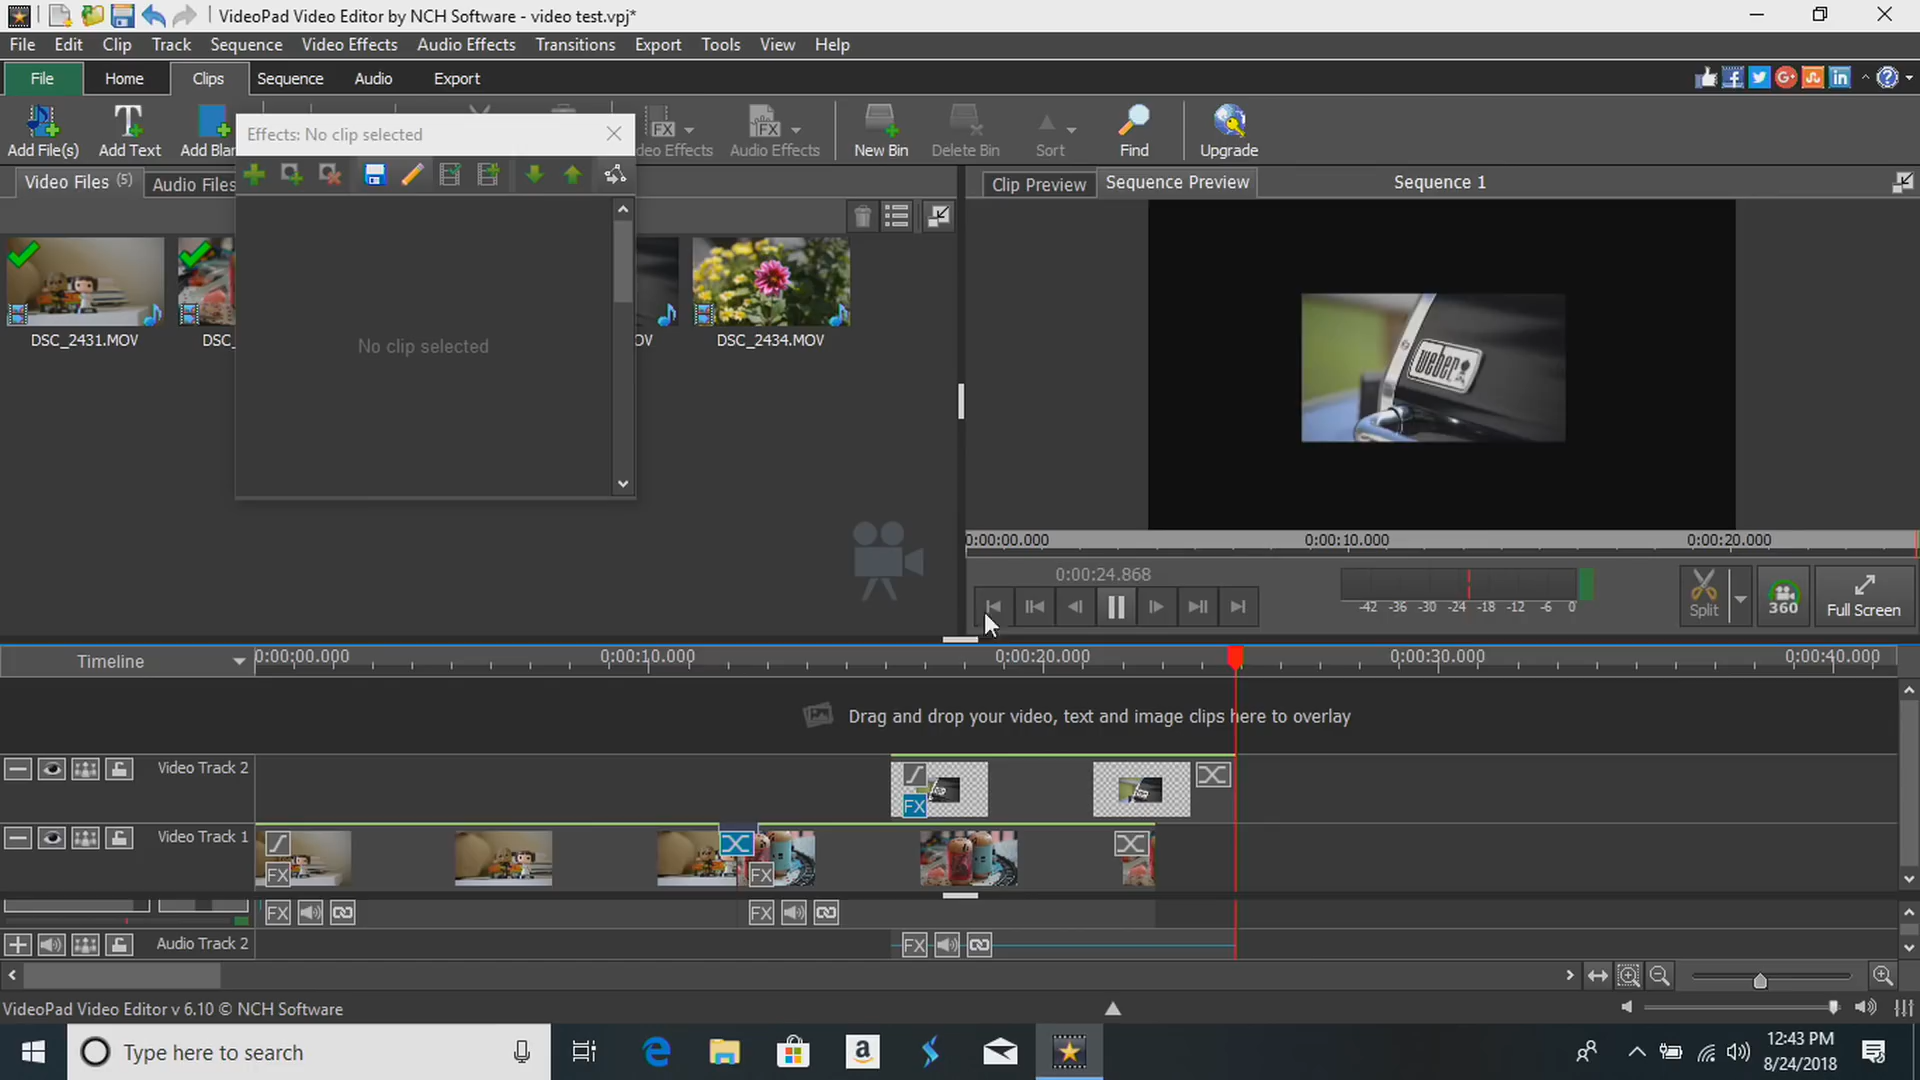 VideoPad Video Editor by NCH Software - video test.vpj*
File Edit Clip Track Sequence Video Effects Audio Effects Transitions Export Tools View Help
File Home Clips Sequence Audio Export
Add File(s) Add Text Add Blan deo Effects Audio Effects New Bin Delete Bin Sort Find Upgrade
Effects: No clip selected
Video Files (5) Audio Files
Clip Preview Sequence Preview Sequence 1
No clip selected
DSC_2431.MOV DSC_ OV DSC_2434.MOV
weber
0:00:00.000 0:00:10.000 0:00:20.000
0:00:24.868
-42 -36 -30 -24 -18 -12 -6 0
Split 360 Full Screen
Timeline 0:00:00.000 0:00:10.000 0:00:20.000 0:00:30.000 0:00:40.000
Drag and drop your video, text and image clips here to overlay
Video Track 2
FX
Video Track 1
FX FX
FX FX
Audio Track 2 FX
VideoPad Video Editor v 6.10 © NCH Software
Type here to search
12:43 PM
8/24/2018